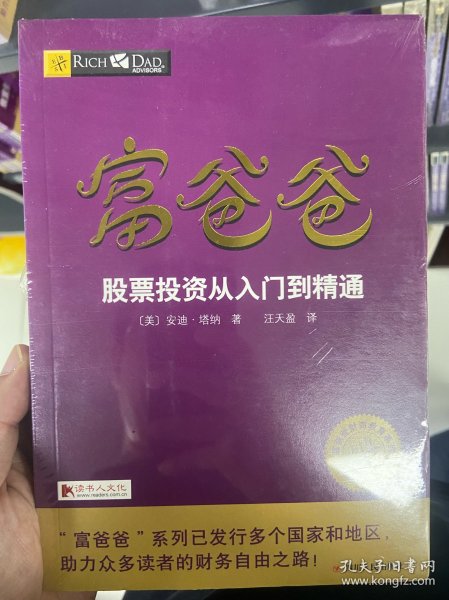 RICH DAD
ADVISORS
富爸爸
股票投资从入门到精通
〔美〕安迪·塔纳 著 汪天盈 译
读书人文化
www.readers.com.cn
“富爸爸”系列已发行多个国家和地区，
助力众多读者的财务自由之路！
孔夫子旧书网
www.kongfz.com